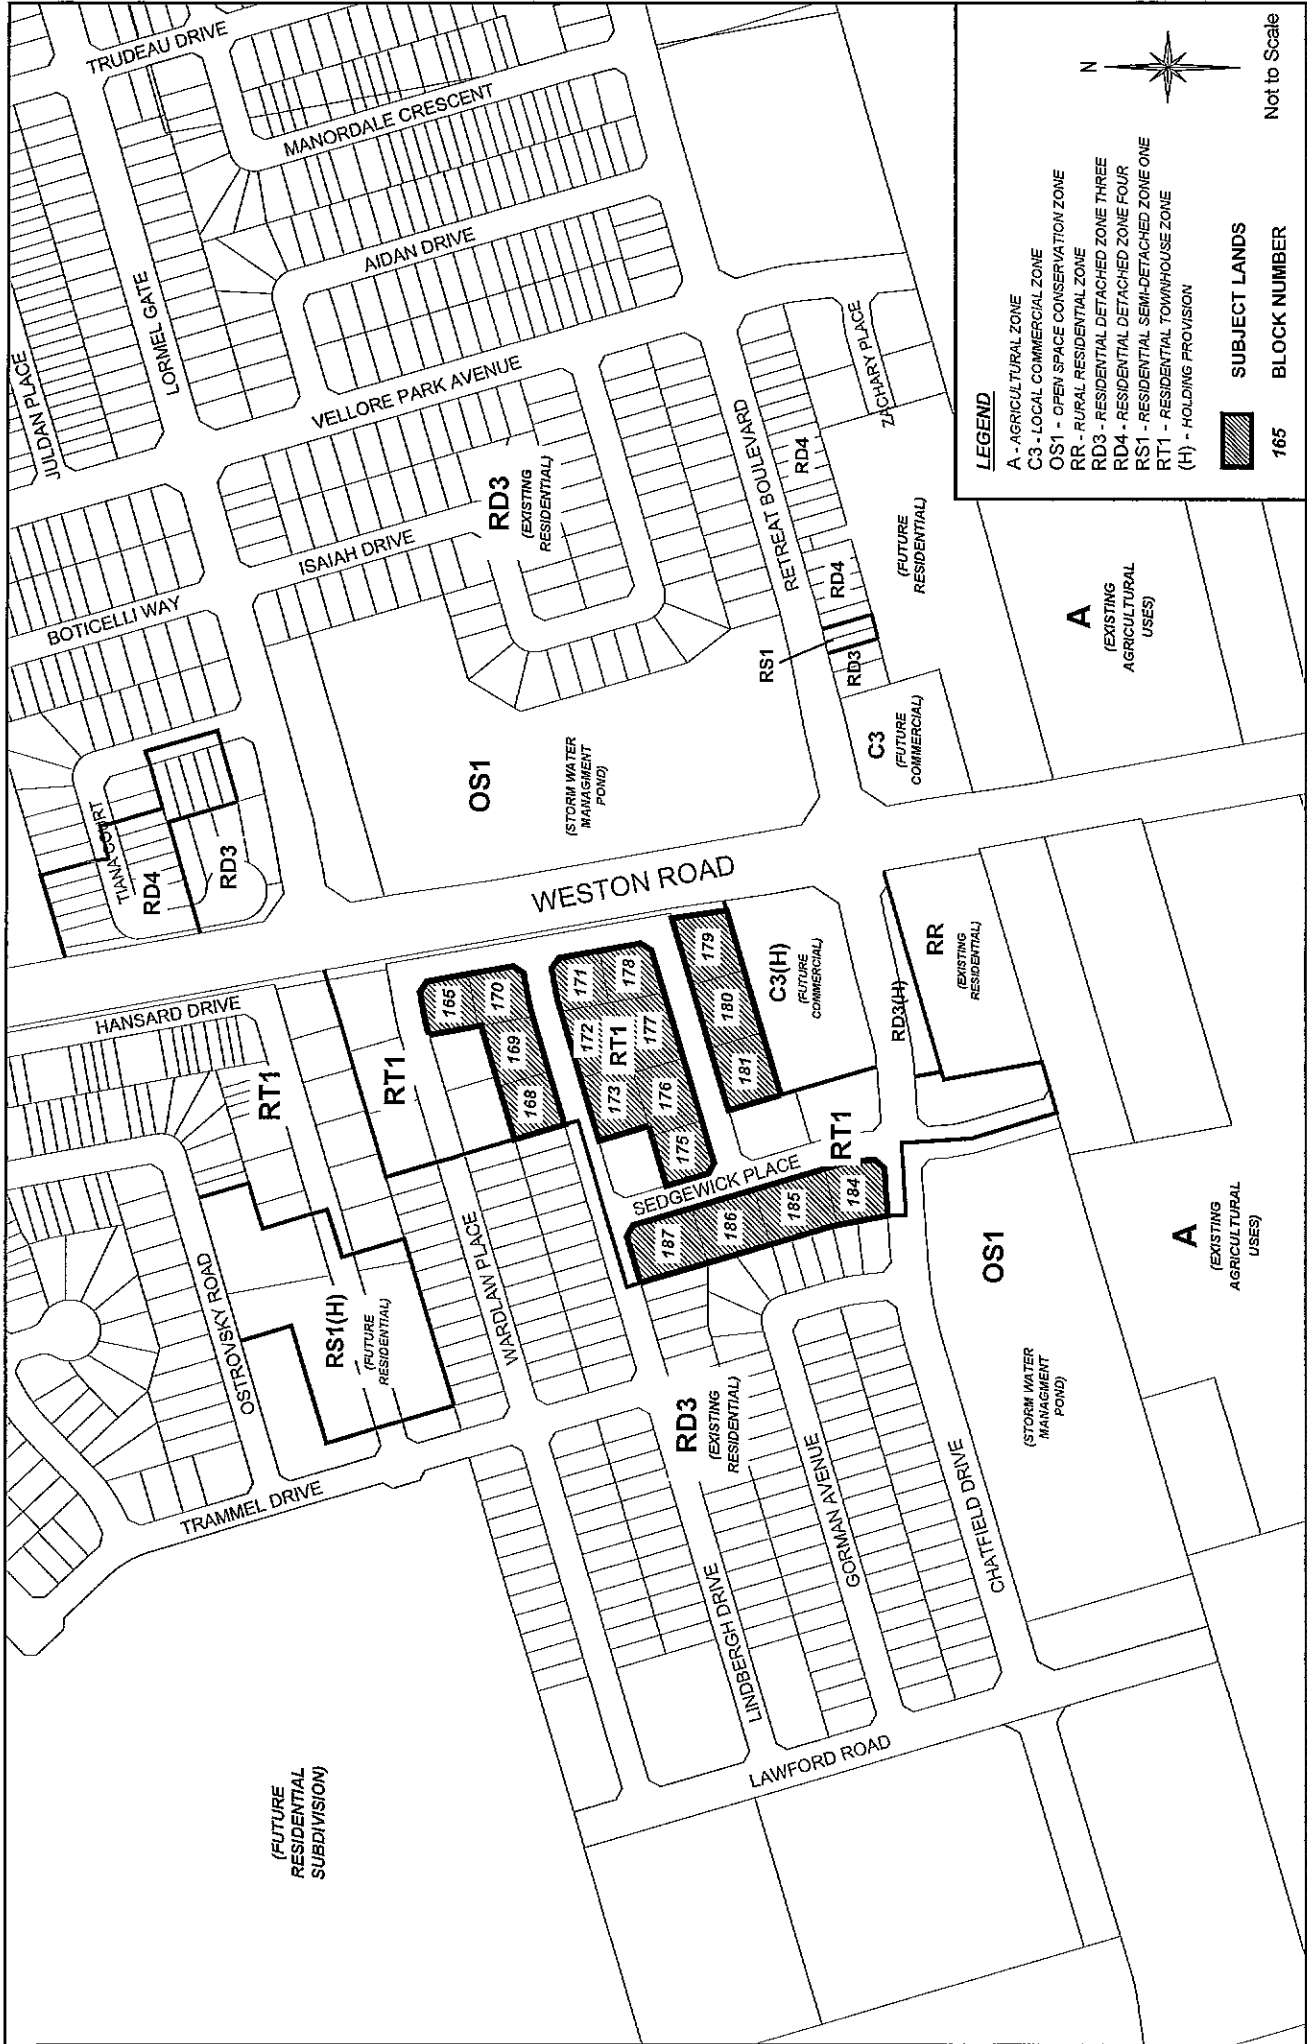 TRUDEAU DRIVE
MANORDALE CRESCENT
JULDAN PLACE
LORMEL GATE
AIDAN DRIVE
VELLORE PARK AVENUE
BOTICELLI WAY
ISAIAH DRIVE
RD3
(EXISTING
RESIDENTIAL)
RETREAT BOULEVARD
ZACHARY PLACE
RD4
RD4
(FUTURE
RESIDENTIAL)
RS1
RD3
C3
(FUTURE
COMMERCIAL)
A
(EXISTING
AGRICULTURAL
USES)
TIANA COURT
RD4
RD3
OS1
(STORM WATER
MANAGMENT
POND)
WESTON ROAD
HANSARD DRIVE
RT1
RT1
165
170
169
168
171
178
172
RT1
177
173
176
175
179
180
181
C3(H)
(FUTURE
COMMERCIAL)
RD3(H)
RR
(EXISTING
RESIDENTIAL)
RT1
SEDGEWICK PLACE
187
186
185
184
OSTROVSKY ROAD
RS1(H)
(FUTURE
RESIDENTIAL)
WARDLAW PLACE
TRAMMEL DRIVE
RD3
(EXISTING
RESIDENTIAL)
LINDBERGH DRIVE
GORMAN AVENUE
CHATFIELD DRIVE
LAWFORD ROAD
OS1
(STORM WATER
MANAGMENT
POND)
A
(EXISTING
AGRICULTURAL
USES)
(FUTURE
RESIDENTIAL
SUBDIVISION)
LEGEND
A - AGRICULTURAL ZONE
C3 - LOCAL COMMERCIAL ZONE
OS1 - OPEN SPACE CONSERVATION ZONE
RR - RURAL RESIDENTIAL ZONE
RD3 - RESIDENTIAL DETACHED ZONE THREE
RD4 - RESIDENTIAL DETACHED ZONE FOUR
RS1 - RESIDENTIAL SEMI-DETACHED ZONE ONE
RT1 - RESIDENTIAL TOWNHOUSE ZONE
(H) - HOLDING PROVISION
SUBJECT LANDS
165 BLOCK NUMBER
N
Not to Scale